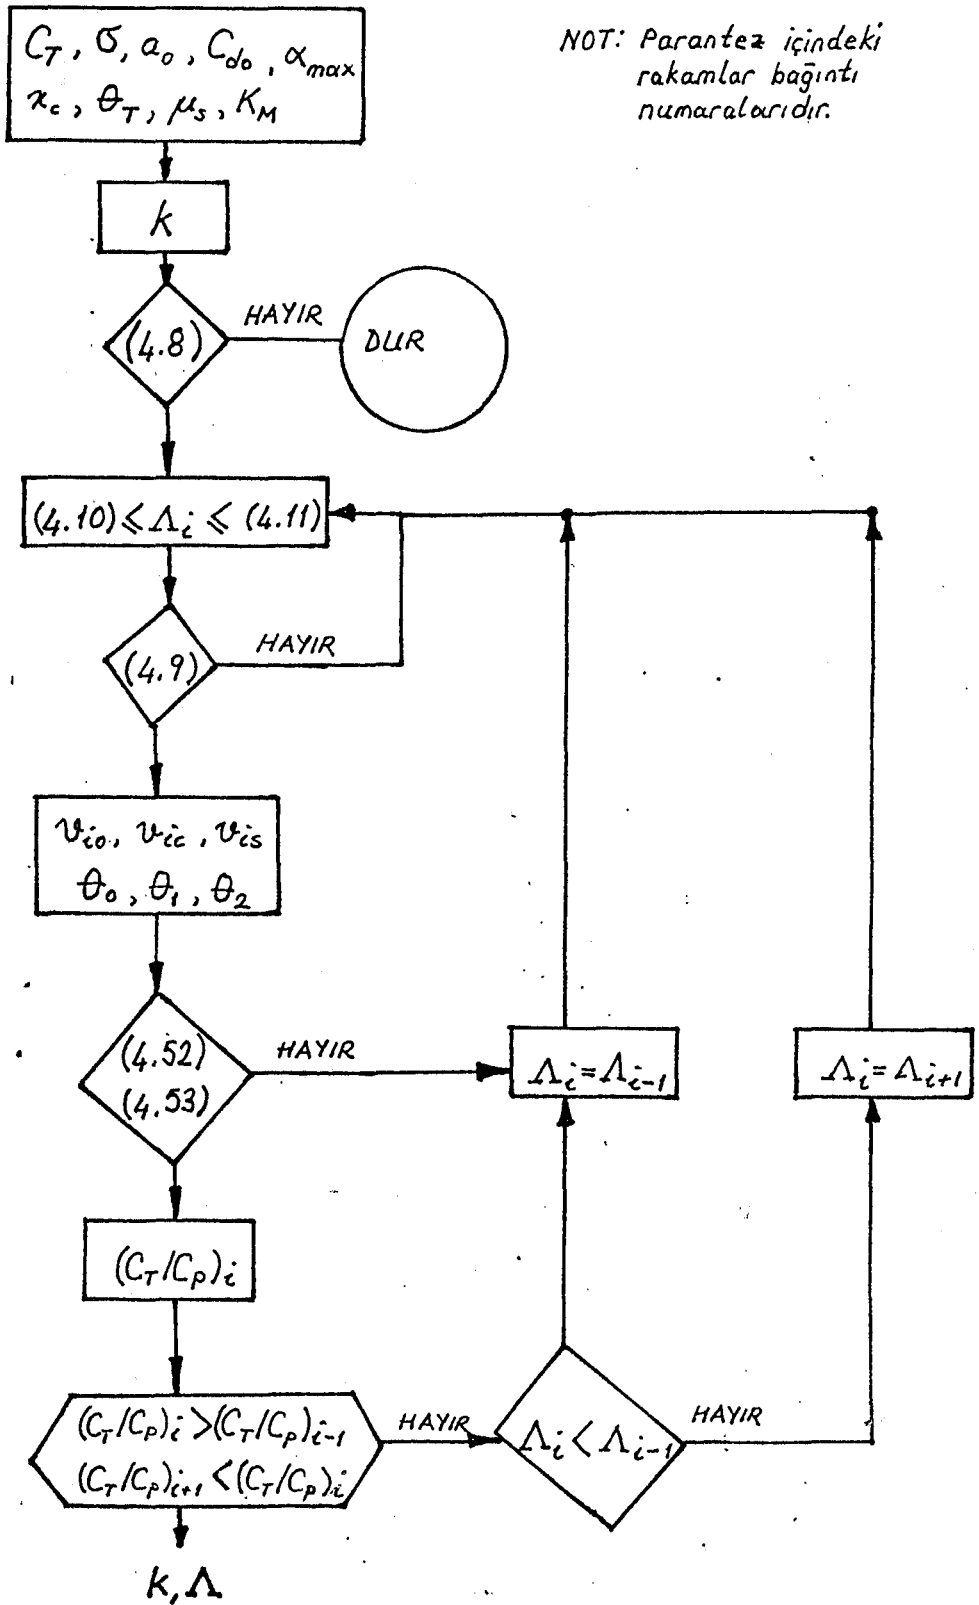 C_T, σ, a_o, C_do, α_max
x_c, θ_T, μ_s, K_M
NOT: Parantez içindeki
rakamlar bağıntı
numaralarıdır.
k
(4.8)
HAYIR
DUR
(4.10) ≤ Λ_i ≤ (4.11)
(4.9)
HAYIR
v_io, v_ic, v_is
θ_0, θ_1, θ_2
(4.52)
(4.53)
HAYIR
Λ_i=Λ_i-1
Λ_i=Λ_i+1
(C_T/C_P)_i
(C_T/C_P)_i>(C_T/C_P)_i-1
(C_T/C_P)_i+1<(C_T/C_P)_i
HAYIR
Λ_i<Λ_i-1
HAYIR
k, Λ